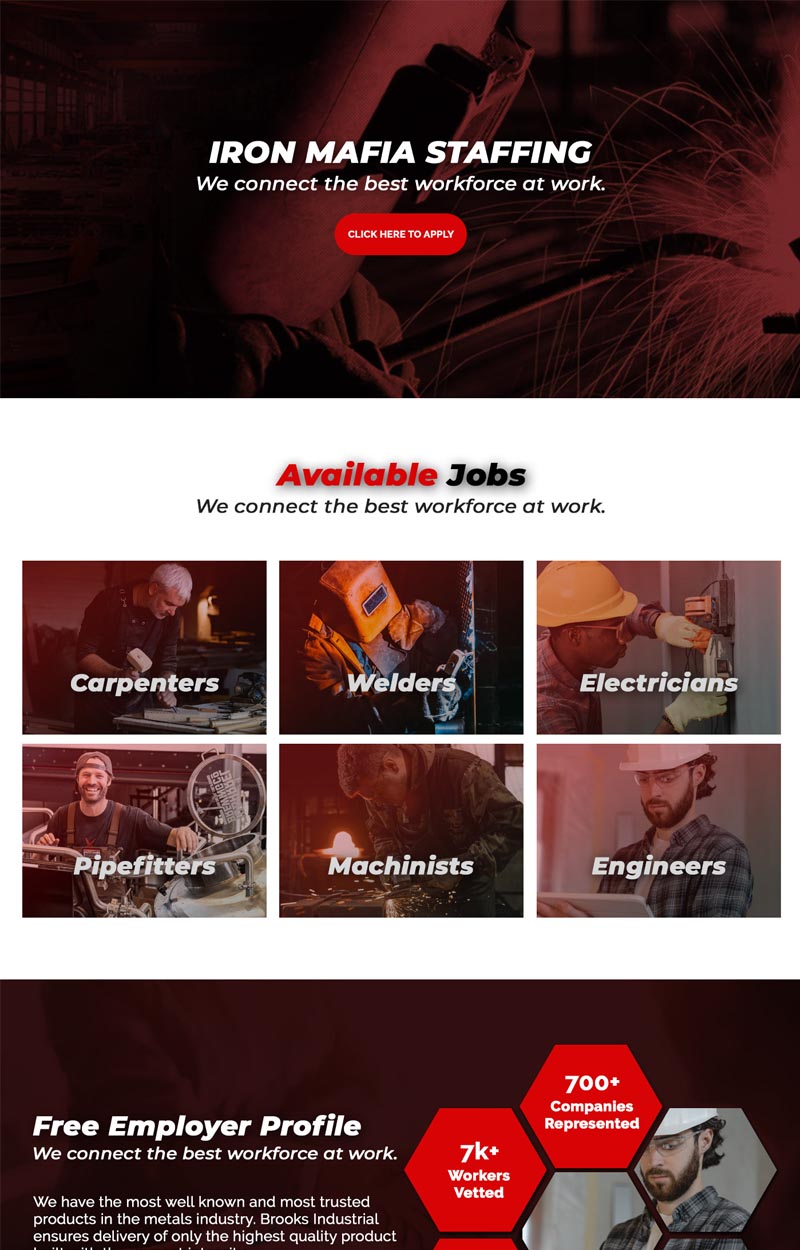 IRON MAFIA STAFFING
We connect the best workforce at work.
CLICK HERE TO APPLY
Available Jobs
We connect the best workforce at work.
Carpenters
Welders
Electricians
Pipefitters
Machinists
Engineers
Free Employer Profile
We connect the best workforce at work.
We have the most well known and most trusted
products in the metals industry. Brooks Industrial
ensures delivery of only the highest quality product
700+
Companies
Represented
7k+
Workers
Vetted